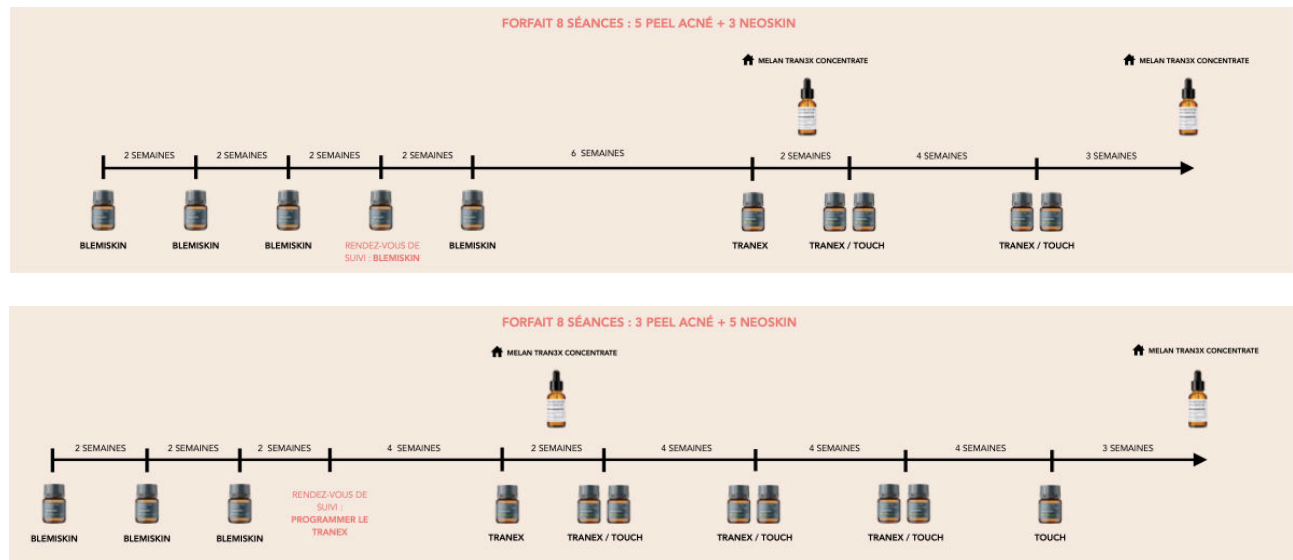 FORFAIT 8 SÉANCES : 5 PEEL ACNÉ + 3 NEOSKIN
MELAN TRAN3X CONCENTRATE
MELAN TRAN3X CONCENTRATE
2 SEMAINES
2 SEMAINES
2 SEMAINES
2 SEMAINES
6 SEMAINES
2 SEMAINES
4 SEMAINES
3 SEMAINES
BLEMISKIN
BLEMISKIN
BLEMISKIN
RENDEZ-VOUS DE
SUIVI : BLEMISKIN
BLEMISKIN
TRANEX
TRANEX / TOUCH
TRANEX / TOUCH
FORFAIT 8 SÉANCES : 3 PEEL ACNÉ + 5 NEOSKIN
MELAN TRAN3X CONCENTRATE
MELAN TRAN3X CONCENTRATE
2 SEMAINES
2 SEMAINES
2 SEMAINES
4 SEMAINES
2 SEMAINES
4 SEMAINES
4 SEMAINES
4 SEMAINES
3 SEMAINES
BLEMISKIN
BLEMISKIN
BLEMISKIN
RENDEZ-VOUS DE
SUIVI :
PROGRAMMER LE
TRANEX
TRANEX
TRANEX / TOUCH
TRANEX / TOUCH
TRANEX / TOUCH
TOUCH